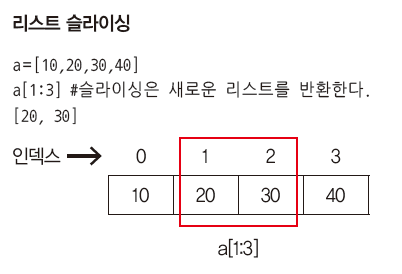 리스트 슬라이싱
a=[10,20,30,40]
a[1:3] #슬라이싱은 새로운 리스트를 반환한다.
[20, 30]
인덱스 0 1 2 3
10 20 30 40
a[1:3]